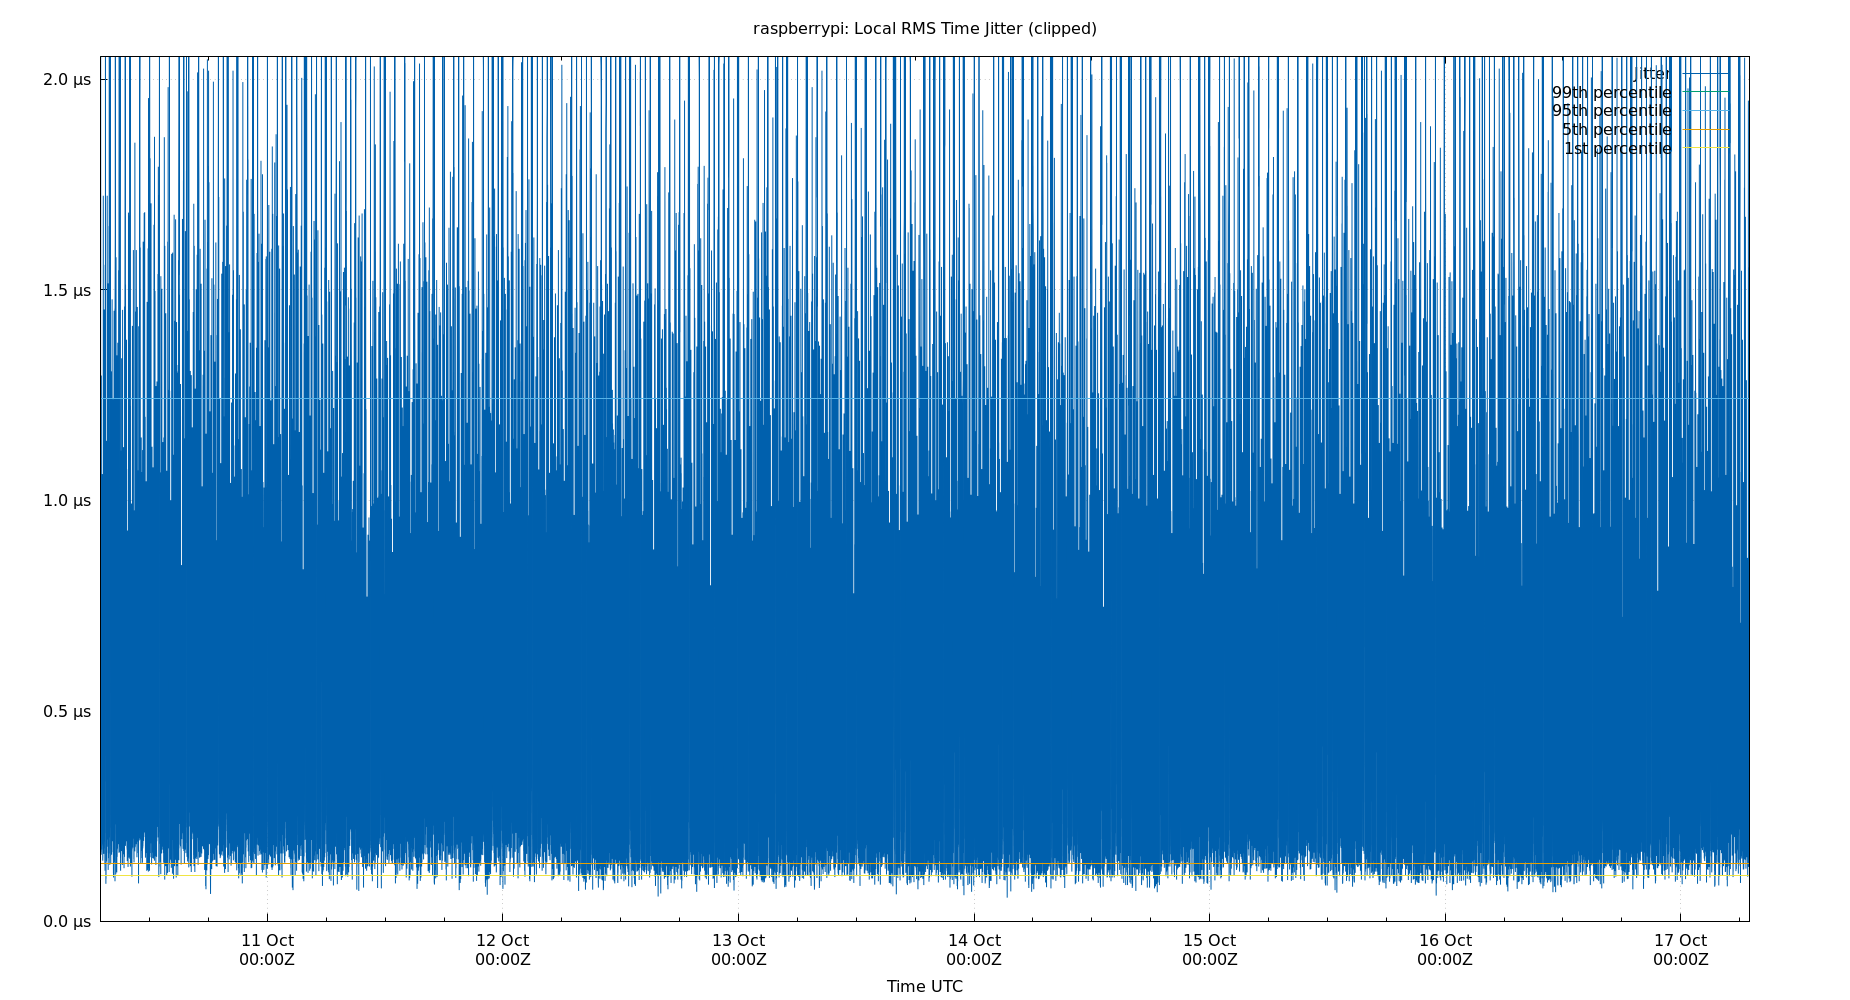 raspberrypi: Local RMS Time Jitter (clipped)
2.0 µs
1.5 µs
1.0 µs
0.5 µs
0.0 µs
jitter
99th percentile
95th percentile
5th percentile
1st percentile
11 Oct 12 Oct 13 Oct 14 Oct 15 Oct 16 Oct 17 Oct
00:00Z 00:00Z 00:00Z 00:00Z 00:00Z 00:00Z 00:00Z
Time UTC